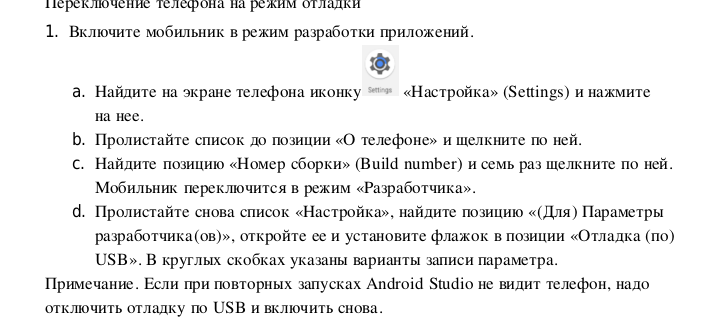 Переключение телефона на режим отладки
1. Включите мобильник в режим разработки приложений.
a. Найдите на экране телефона иконку Settings «Настройка» (Settings) и нажмите
на нее.
b. Пролистайте список до позиции «О телефоне» и щелкните по ней.
c. Найдите позицию «Номер сборки» (Build number) и семь раз щелкните по ней.
Мобильник переключится в режим «Разработчика».
d. Пролистайте снова список «Настройка», найдите позицию «(Для) Параметры
разработчика(ов)», откройте ее и установите флажок в позиции «Отладка (по)
USB». В круглых скобках указаны варианты записи параметра.
Примечание. Если при повторных запусках Android Studio не видит телефон, надо
отключить отладку по USB и включить снова.